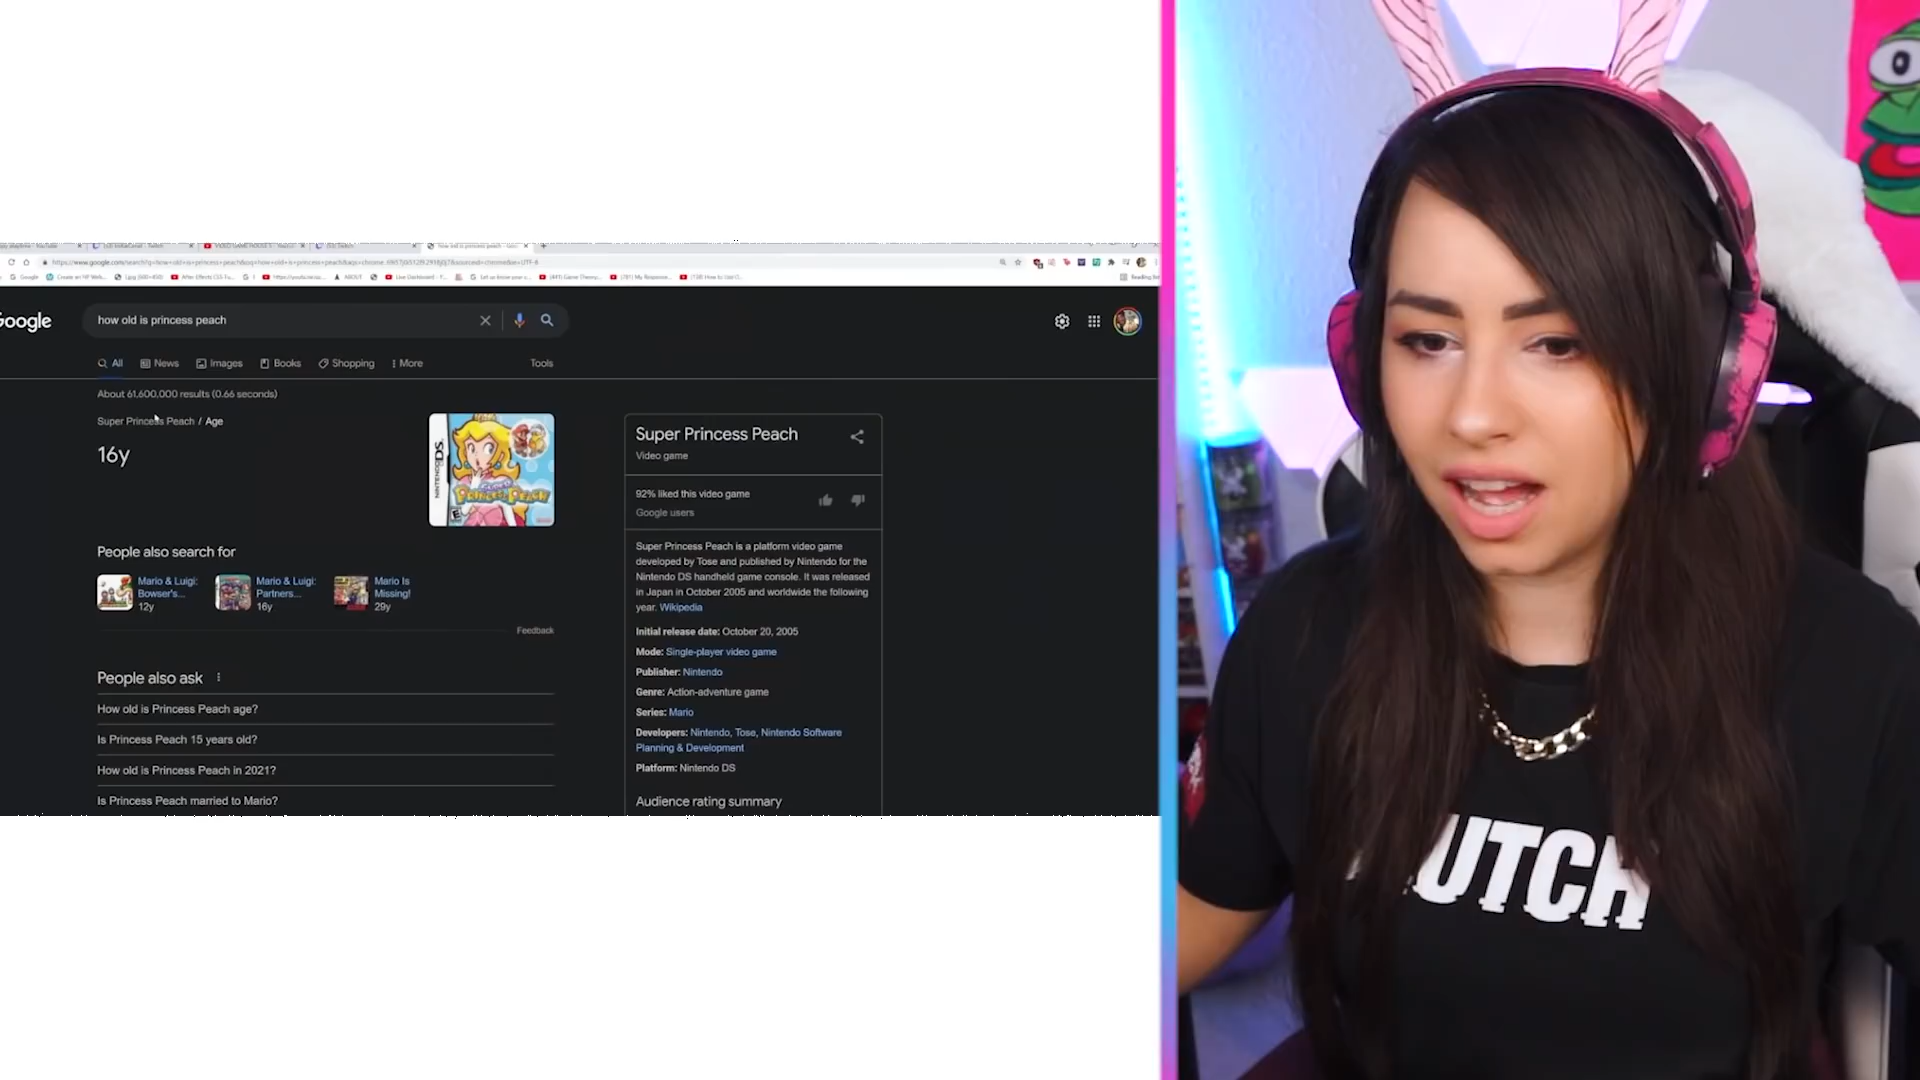 Google
how old is princess peach
All News Images Books Shopping More Tools
About 61,600,000 results (0.66 seconds)
Super Princess Peach / Age
16y
NINTENDO DS
SUPER
PRINCESS PEACH
E
People also search for
Mario & Luigi:
Bowser's...
12y
Mario & Luigi:
Partners...
16y
Mario Is
Missing!
29y
Feedback
People also ask
How old is Princess Peach age?
Is Princess Peach 15 years old?
How old is Princess Peach in 2021?
Is Princess Peach married to Mario?
Super Princess Peach
Video game
92% liked this video game
Google users
Super Princess Peach is a platform video game
developed by Tose and published by Nintendo for the
Nintendo DS handheld game console. It was released
in Japan in October 2005 and worldwide the following
year. Wikipedia
Initial release date: October 20, 2005
Mode: Single-player video game
Publisher: Nintendo
Genre: Action-adventure game
Series: Mario
Developers: Nintendo, Tose, Nintendo Software
Planning & Development
Platform: Nintendo DS
Audience rating summary
UTCH